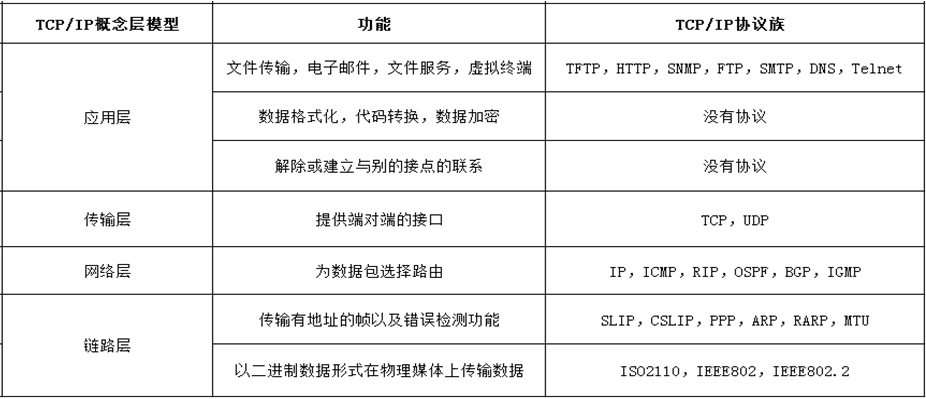 TCP/IP概念层模型 功能 TCP/IP协议族
应用层 文件传输，电子邮件，文件服务，虚拟终端 TFTP，HTTP，SNMP，FTP，SMTP，DNS，Telnet
数据格式化，代码转换，数据加密 没有协议
解除或建立与别的接点的联系 没有协议
传输层 提供端对端的接口 TCP，UDP
网络层 为数据包选择路由 IP，ICMP，RIP，OSPF，BGP，IGMP
链路层 传输有地址的帧以及错误检测功能 SLIP，CSLIP，PPP，ARP，RARP，MTU
以二进制数据形式在物理媒体上传输数据 ISO2110，IEEE802，IEEE802.2